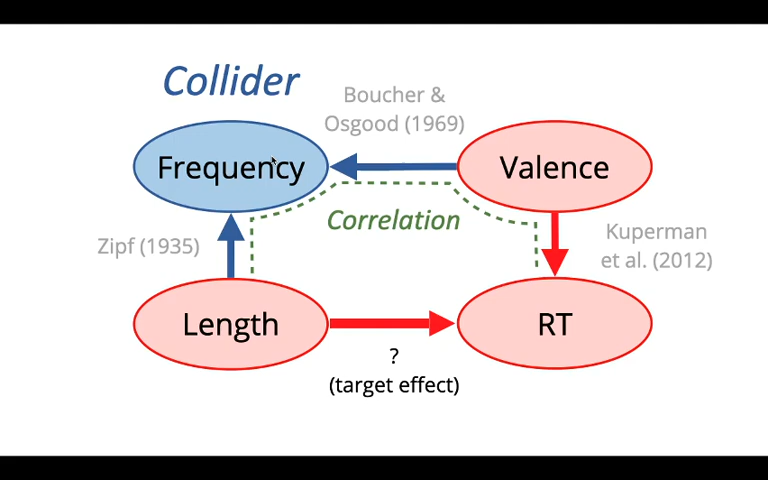 Collider
Boucher &
Osgood (1969)
Frequency
Valence
Correlation
Zipf (1935)
Kuperman
et al. (2012)
Length
RT
?
(target effect)